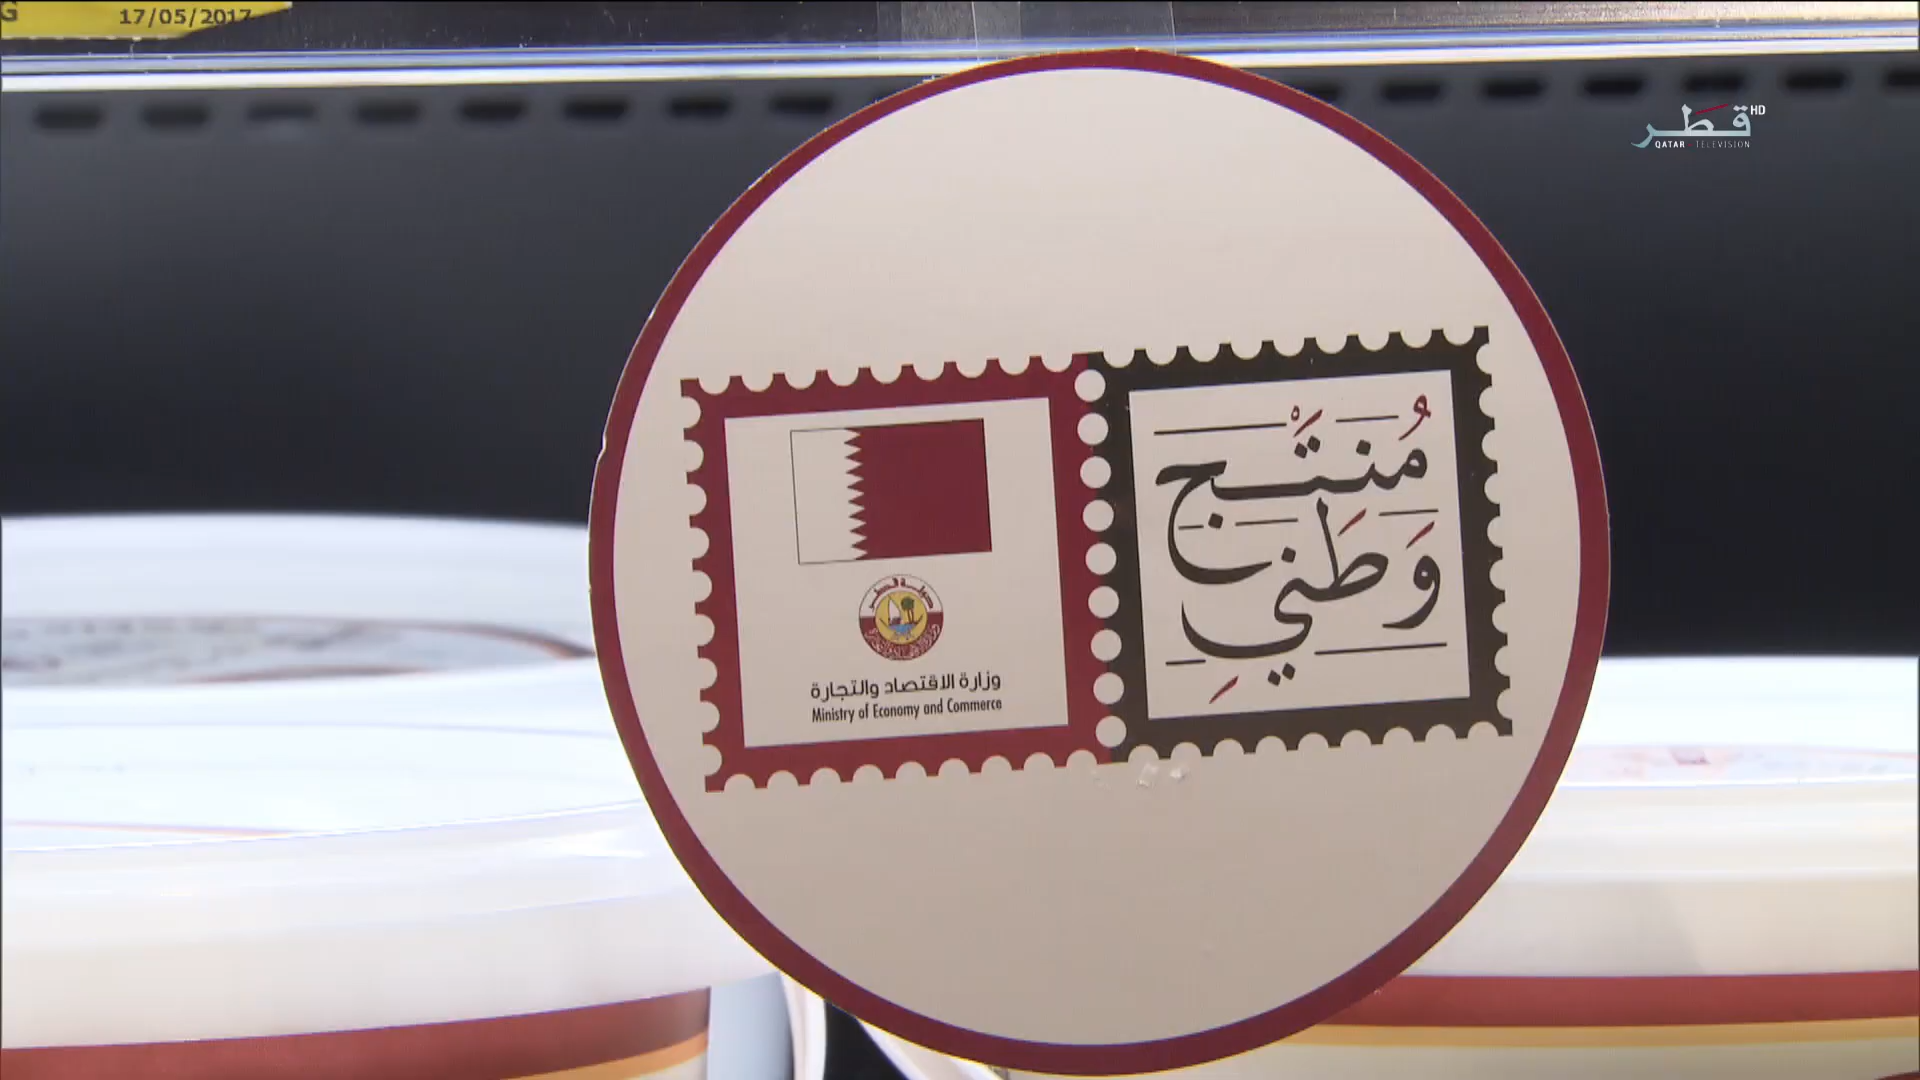 G
17/05/2017
قطر HD
QATAR TELEVISION
مُنتَج
وَطَنيِ
وزارة الاقتصاد والتجارة
Ministry of Economy and Commerce